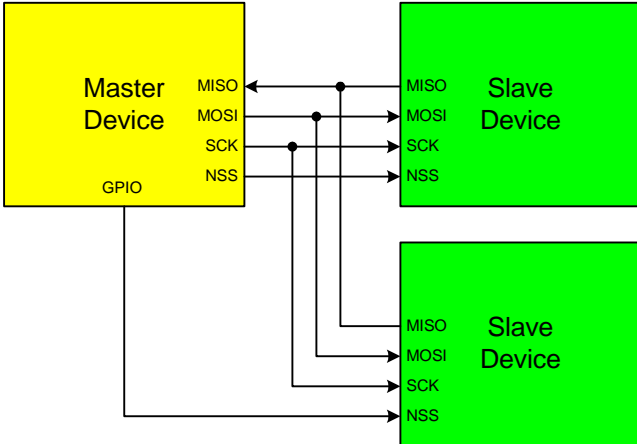 Master
Device
MISO
MOSI
SCK
NSS
GPIO
MISO
MOSI
SCK
NSS
Slave
Device
MISO
MOSI
SCK
NSS
Slave
Device